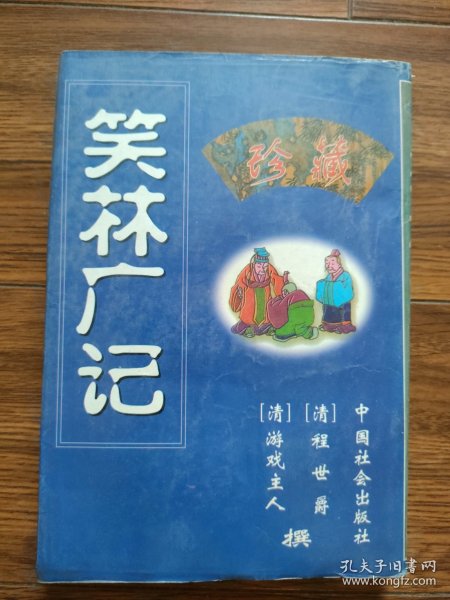 笑林广记
珍藏
[清]游戏主人
[清]程世爵
撰
中国社会出版社
孔夫子旧书网
www.kongfz.com